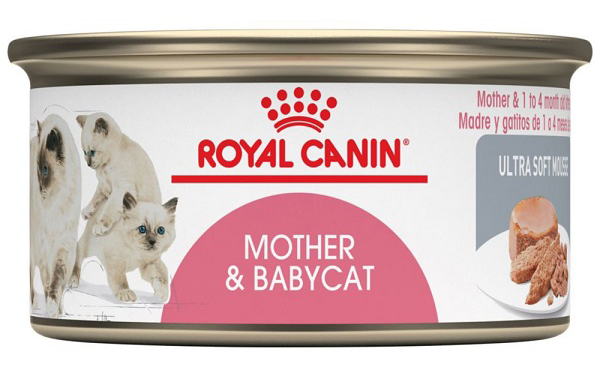 Mother & 1 to 4 month old
Madre y gatitos de 1 a 4 meses
ROYAL CANIN®
ULTRA SOFT MOUSSE
MOTHER
& BABYCAT